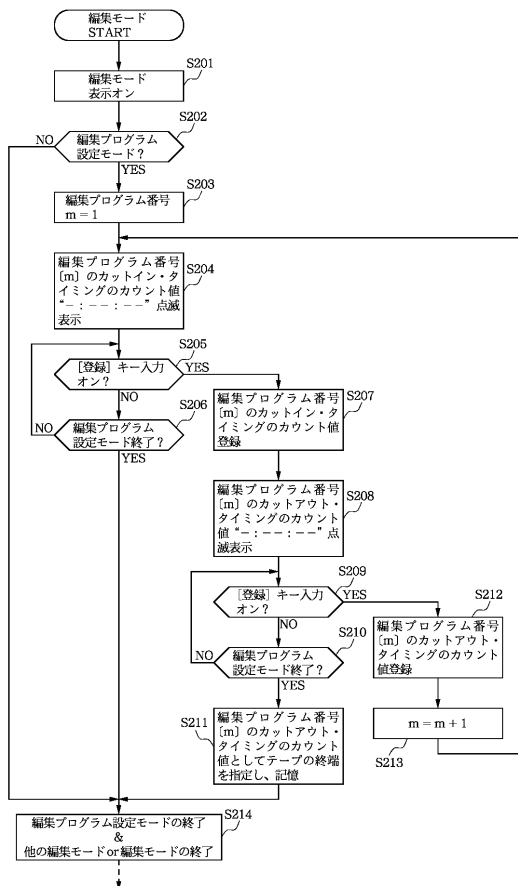 編集モード
START
S201
編集モード
表示オン
S202
NO
編集プログラム
設定モード？
YES
S203
編集プログラム番号
m＝1
S204
編集プログラム番号
〔m〕のカットイン・タ
イミングのカウント値
“－：－－：－－”点滅
表示
S205
［登録］キー入力
オン？
YES
NO
S206
編集プログラム
設定モード終了？
NO
YES
S207
編集プログラム番号
〔m〕のカットイン・タ
イミングのカウント値
登録
S208
編集プログラム番号
〔m〕のカットアウト・
タイミングのカウント
値“－：－－：－－”点
滅表示
S209
［登録］キー入力
オン？
YES
NO
S210
編集プログラム
設定モード終了？
NO
YES
S211
編集プログラム番号
〔m〕のカットアウト・
タイミングのカウント
値としてテープの終端
を指定し、記憶
S212
編集プログラム番号
〔m〕のカットアウト・
タイミングのカウント
値登録
m＝m＋1
S213
S214
編集プログラム設定モードの終了
&
他の編集モードor編集モードの終了